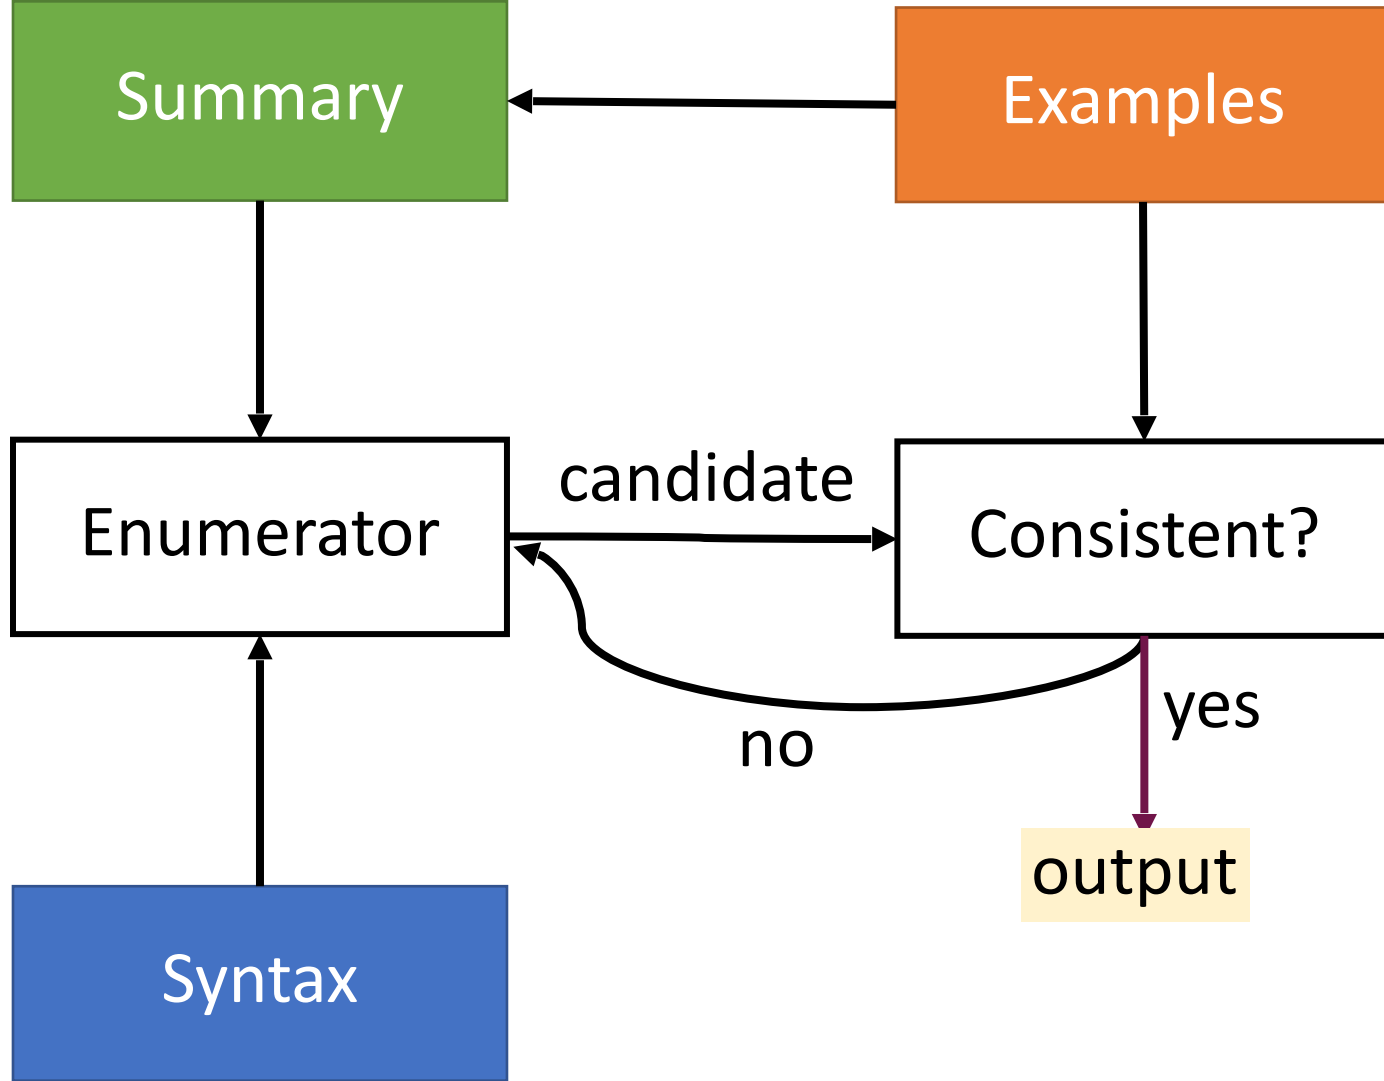 Summary
Examples
candidate
Enumerator
Consistent?
no
yes
output
Syntax